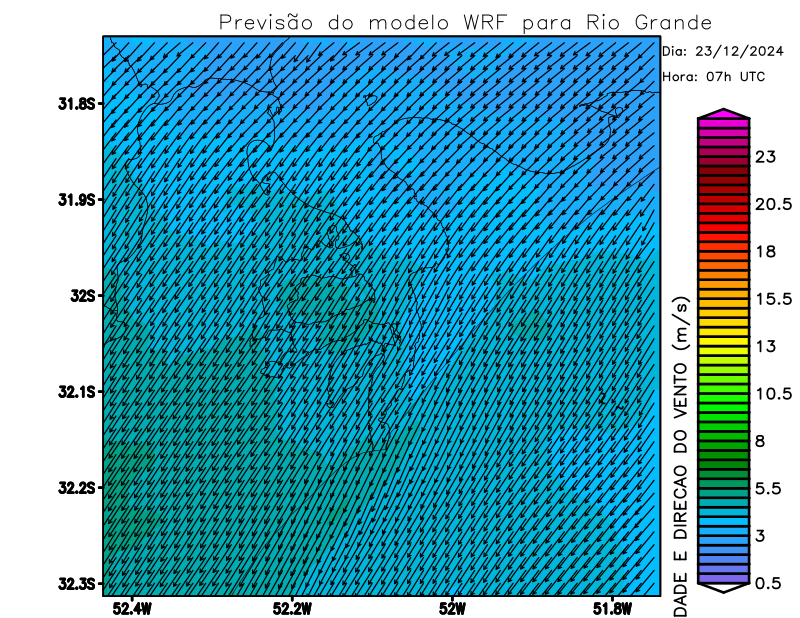 Previsão do modelo WRF para Rio Grande
Dia: 23/12/2024
Hora: 07h UTC
31.8S
31.9S
32S
32.1S
32.2S
32.3S
52.4W
52.2W
52W
51.8W
23
20.5
18
15.5
13
10.5
8
5.5
3
0.5
DADE E DIRECAO DO VENTO (m/s)